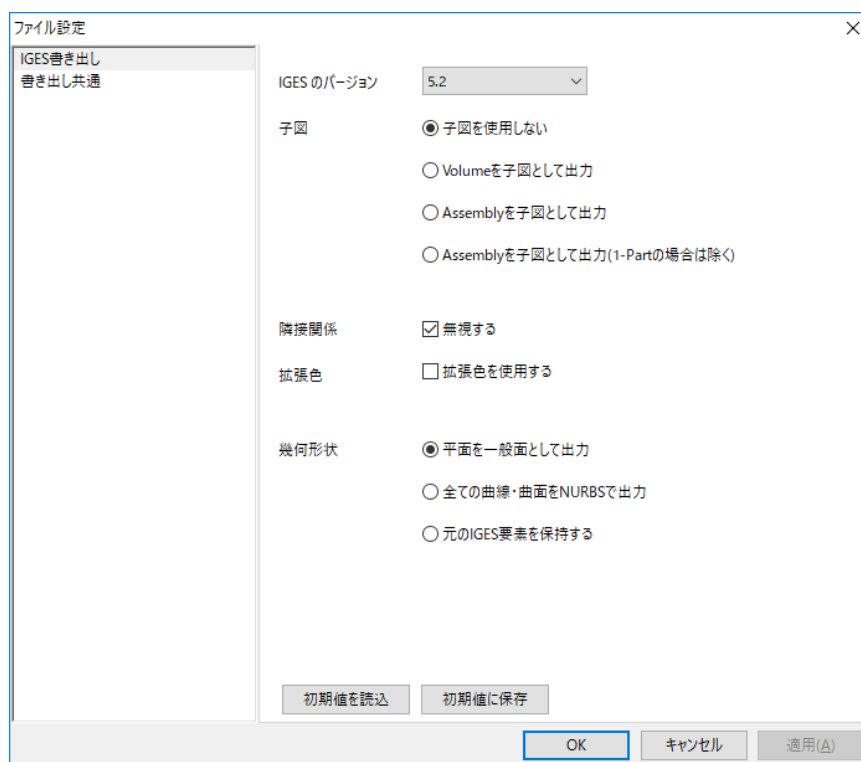 ファイル設定
IGES書き出し
書き出し共通
IGES のバージョン 5.2
子図 子図を使用しない
Volumeを子図として出力
Assemblyを子図として出力
Assemblyを子図として出力(1-Partの場合は除く)
隣接関係 無視する
拡張色 拡張色を使用する
幾何形状 平面を一般面として出力
全ての曲線・曲面をNURBSで出力
元のIGES要素を保持する
初期値を読込 初期値に保存
OK キャンセル 適用(A)